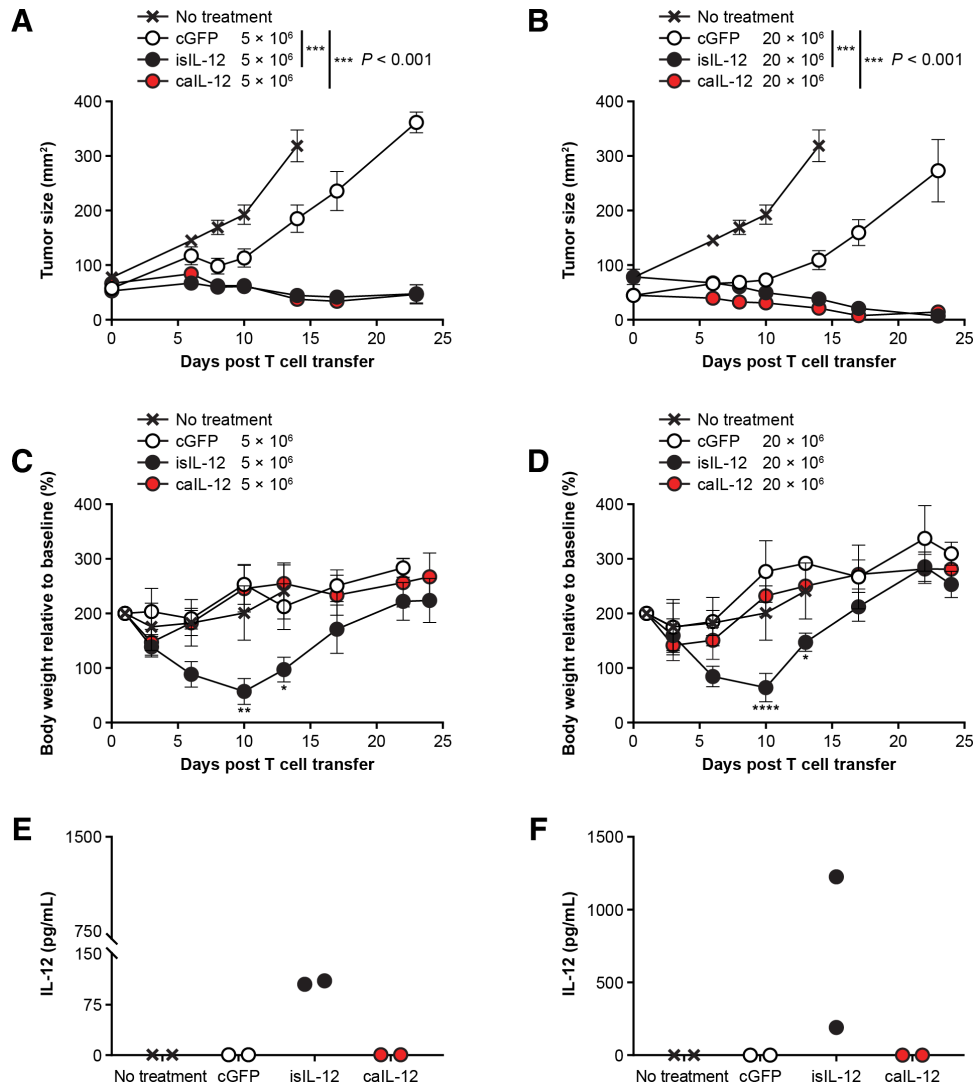 A
No treatment
cGFP 5 × 10⁶
isIL-12 5 × 10⁶
caIL-12 5 × 10⁶
***
*** P < 0.001
Tumor size (mm²)
400
300
200
100
0
0 5 10 15 20 25
Days post T cell transfer
B
No treatment
cGFP 20 × 10⁶
isIL-12 20 × 10⁶
caIL-12 20 × 10⁶
***
*** P < 0.001
Tumor size (mm²)
400
300
200
100
0
0 5 10 15 20 25
Days post T cell transfer
C
No treatment
cGFP 5 × 10⁶
isIL-12 5 × 10⁶
caIL-12 5 × 10⁶
Body weight relative to baseline (%)
400
300
200
100
0
*
**
0 5 10 15 20 25
Days post T cell transfer
D
No treatment
cGFP 20 × 10⁶
isIL-12 20 × 10⁶
caIL-12 20 × 10⁶
Body weight relative to baseline (%)
400
300
200
100
0
*
****
0 5 10 15 20 25
Days post T cell transfer
E
IL-12 (pg/mL)
1500
750
150
75
0
No treatment cGFP isIL-12 caIL-12
F
IL-12 (pg/mL)
1500
1000
500
0
No treatment cGFP isIL-12 caIL-12